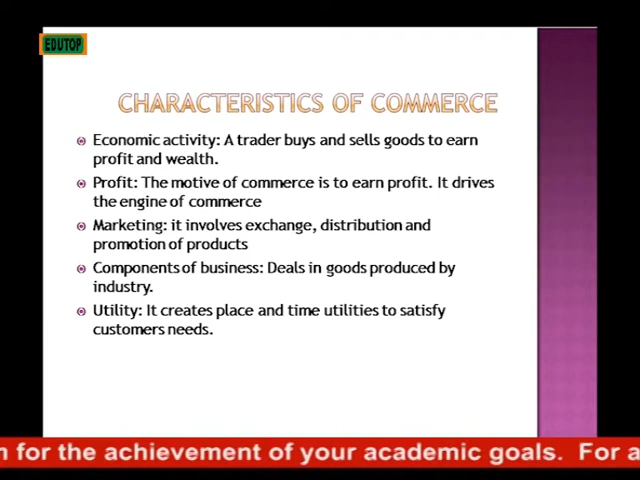 EDUTOP
CHARACTERISTICS OF COMMERCE
Economic activity: A trader buys and sells goods to earn
profit and wealth.
Profit: The motive of commerce is to earn profit. It drives
the engine of commerce
Marketing: it involves exchange, distribution and
promotion of products
Components of business: Deals in goods produced by
industry.
Utility: It creates place and time utilities to satisfy
customers needs.
for the achievement of your academic goals. For